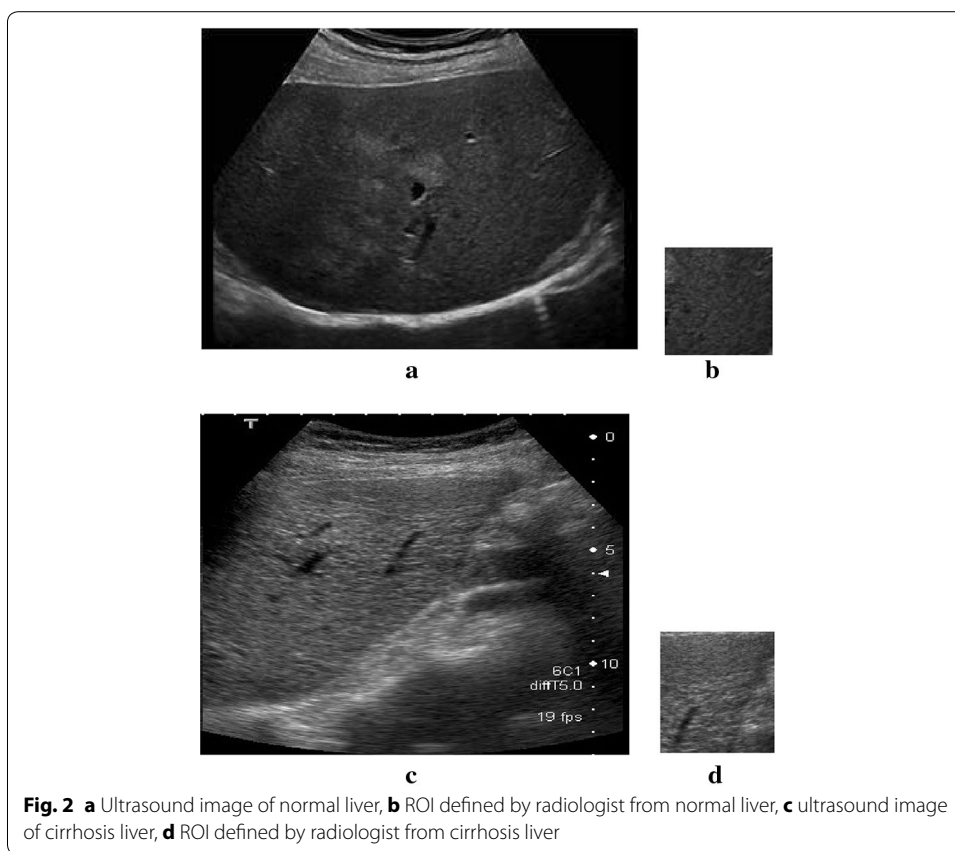 a
b
T
0
5
10
6C1
diffT5.0
19 fps
c
d
Fig. 2 a Ultrasound image of normal liver, b ROI defined by radiologist from normal liver, c ultrasound image
of cirrhosis liver, d ROI defined by radiologist from cirrhosis liver